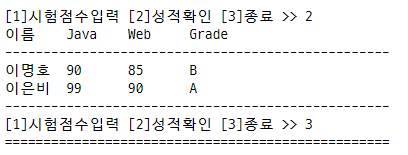 [1]시험점수입력 [2]성적확인 [3]종료 >> 2
이름    Java    Web     Grade
--------------------------------------------------
이명호  90      85      B
이은비  99      90      A
--------------------------------------------------
[1]시험점수입력 [2]성적확인 [3]종료 >> 3
==================================================